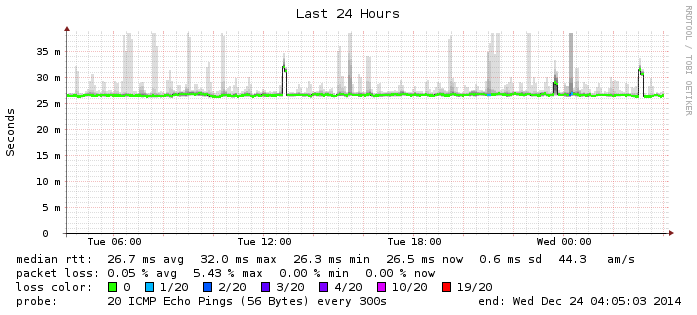 Last 24 Hours
RRDTOOL / TOBI OETIKER
Seconds
35 m
30 m
25 m
20 m
15 m
10 m
5 m
0
Tue 06:00 Tue 12:00 Tue 18:00 Wed 00:00
median rtt: 26.7 ms avg 32.0 ms max 26.3 ms min 26.5 ms now 0.6 ms sd 44.3 am/s
packet loss: 0.05 % avg 5.43 % max 0.00 % min 0.00 % now
loss color: 0 1/20 2/20 3/20 4/20 10/20 19/20
probe: 20 ICMP Echo Pings (56 Bytes) every 300s end: Wed Dec 24 04:05:03 2014